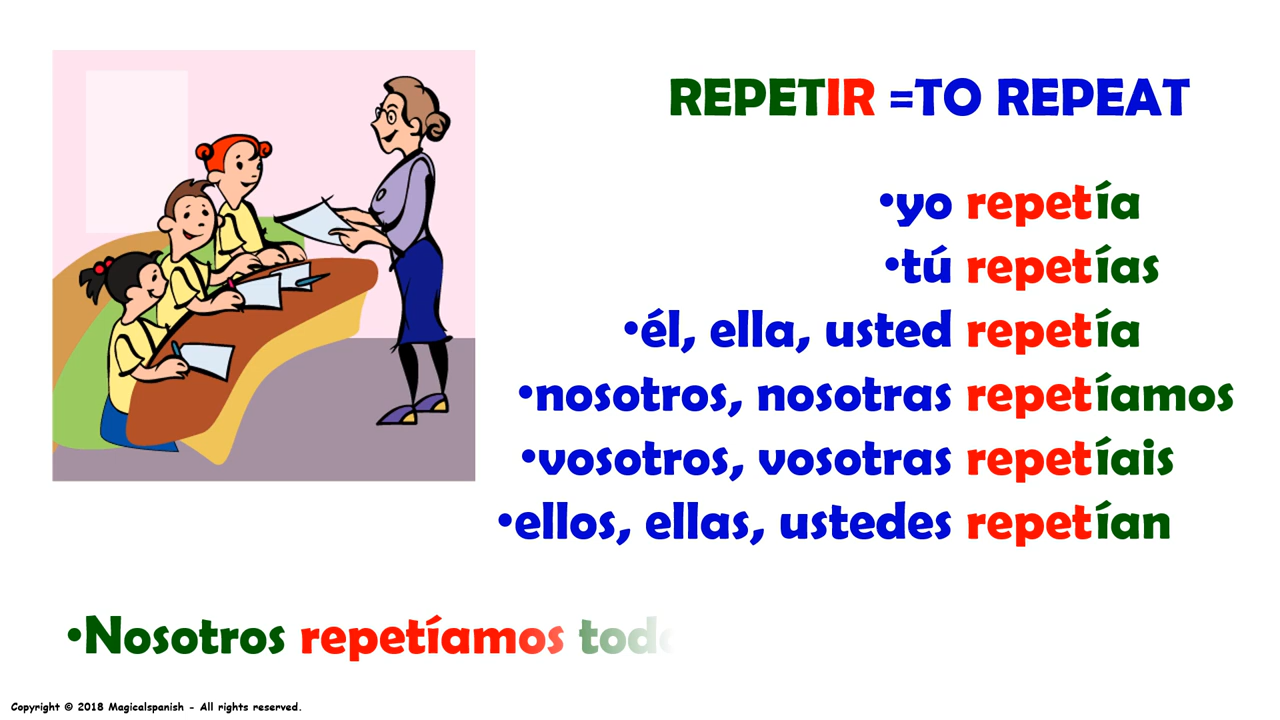 REPETIR =TO REPEAT
•yo repetía
•tú repetías
•él, ella, usted repetía
•nosotros, nosotras repetíamos
•vosotros, vosotras repetíais
•ellos, ellas, ustedes repetían
•Nosotros repetíamos
Copyright © 2018 Magicalspanish - All rights reserved.